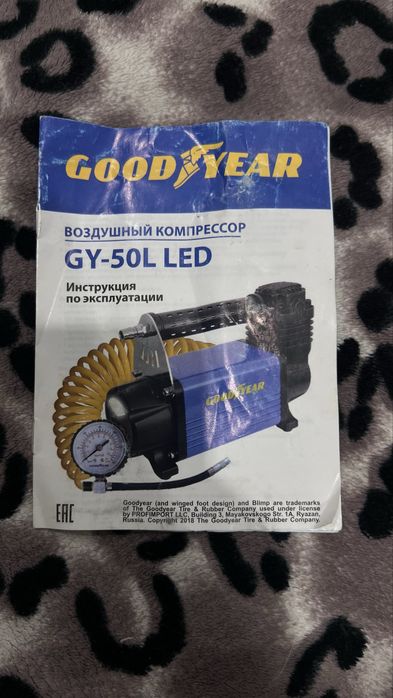 GOODYEAR
ВОЗДУШНЫЙ КОМПРЕССОР
GY-50L LED
Инструкция
по эксплуатации
GOODYEAR
Goodyear (and winged foot design) and Blimp are trademarks
of The Goodyear Tire & Rubber Company used under license
by PROFIMPORT LLC, Building 3, Mayakovskogo Str. 1A, Ryazan,
Russia. Copyright 2018 The Goodyear Tire & Rubber Company.
EAC